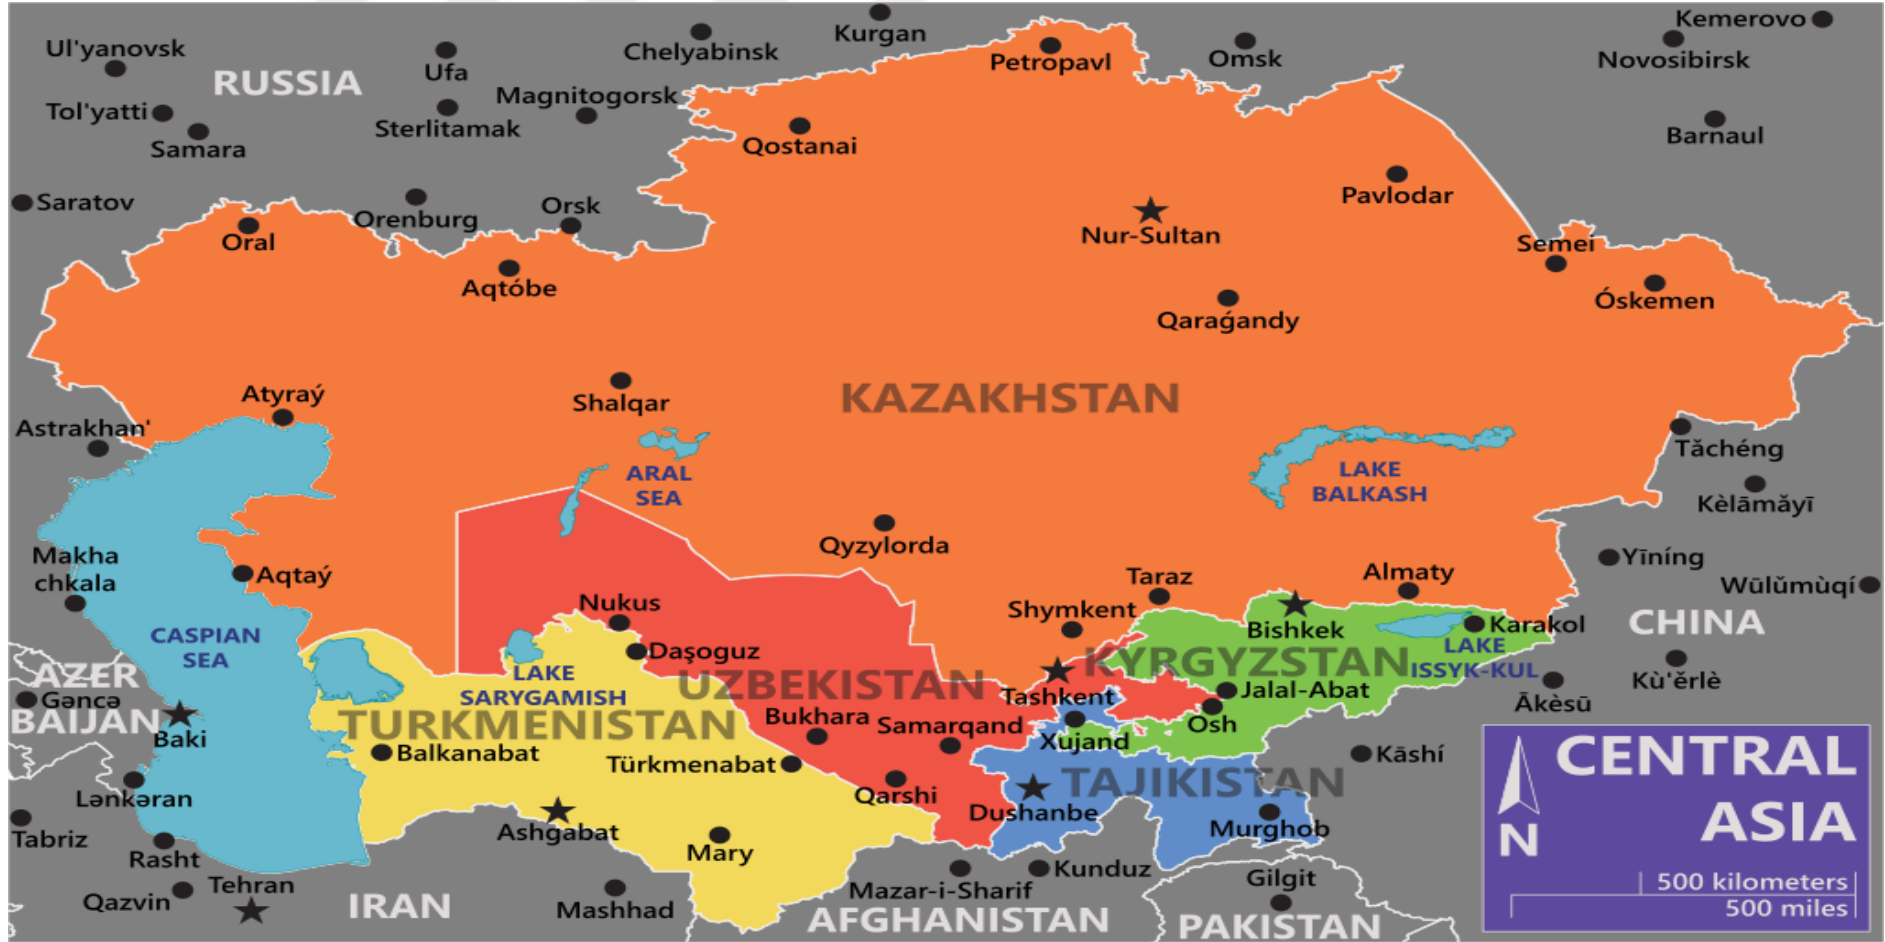 Kemerovo
Kurgan
Ul'yanovsk
Chelyabinsk
Omsk
Novosibirsk
Petropavl
Ufa
RUSSIA
Magnitogorsk
Tol'yatti
Sterlitamak
Barnaul
Samara
Qostanai
Pavlodar
Saratov
Orenburg
Orsk
Nur-Sultan
Oral
Semei
Aqtóbe
Óskemen
Qaraǵandy
Atyraý
Shalqar
KAZAKHSTAN
Astrakhan'
Tǎchéng
ARAL
SEA
LAKE
BALKASH
Kèlāmǎyī
Qyzylorda
Makha
chkala
Aqtaý
Yīníng
Taraz
Almaty
Wūlǔmùqí
Nukus
Shymkent
CHINA
Bishkek
Karakol
CASPIAN
SEA
Daşoguz
LAKE
ISSYK-KUL
KYRGYZSTAN
AZER
BAIJAN
Gəncə
LAKE
SARYGAMISH
UZBEKISTAN
Tashkent
Jalal-Abat
Kù'ěrlè
Ākèsū
TURKMENISTAN
Bukhara
Samarqand
Osh
Baki
Xujand
Balkanabat
Türkmenabat
Kāshí
CENTRAL
ASIA
TAJIKISTAN
Lənkəran
Qarshi
Dushanbe
Ashgabat
Murghob
Tabriz
Rasht
Mary
N
Tehran
Qazvin
Kunduz
Mazar-i-Sharif
Gilgit
500 kilometers
500 miles
IRAN
Mashhad
AFGHANISTAN
PAKISTAN